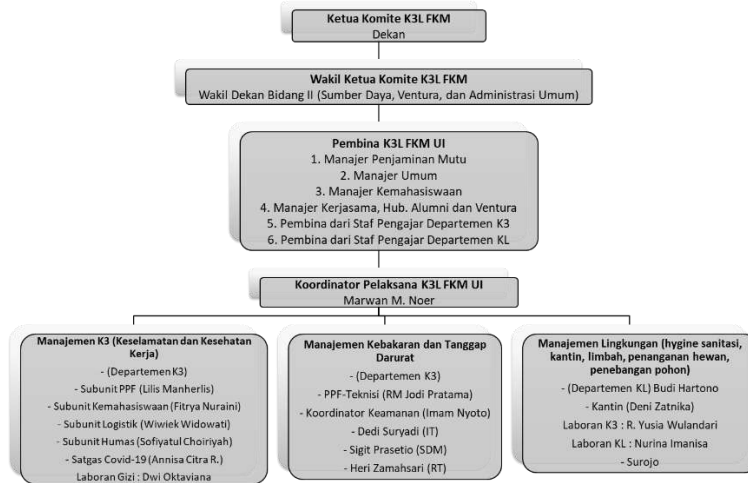 Ketua Komite K3L FKM
Dekan
Wakil Ketua Komite K3L FKM
Wakil Dekan Bidang II (Sumber Daya, Ventura, dan Administrasi Umum)
Pembina K3L FKM UI
1. Manajer Penjaminan Mutu
2. Manajer Umum
3. Manajer Kemahasiswaan
4. Manajer Kerjasama, Hub. Alumni dan Ventura
5. Pembina dari Staf Pengajar Departemen K3
6. Pembina dari Staf Pengajar Departemen KL
Koordinator Pelaksana K3L FKM UI
Marwan M. Noer
Manajemen K3 (Keselamatan dan Kesehatan
Kerja)
- (Departemen K3)
- Subunit PPF (Lilis Manherlis)
- Subunit Kemahasiswaan (Fitrya Nuraini)
- Subunit Logistik (Wiwiek Widowati)
- Subunit Humas (Sofiyatul Choiriyah)
- Satgas Covid-19 (Annisa Citra R.)
Laboran Gizi : Dwi Oktaviana
Manajemen Kebakaran dan Tanggap
Darurat
- (Departemen K3)
- PPF-Teknisi (RM Jodi Pratama)
- Koordinator Keamanan (Imam Nyoto)
- Dedi Suryadi (IT)
- Sigit Prasetio (SDM)
- Heri Zamahsari (RT)
Manajemen Lingkungan (hygine sanitasi,
kantin, limbah, penanganan hewan,
penebangan pohon)
- (Departemen KL) Budi Hartono
- Kantin (Deni Zatnika)
Laboran K3 : R. Yusia Wulandari
Laboran KL : Nurina Imanisa
- Surojo